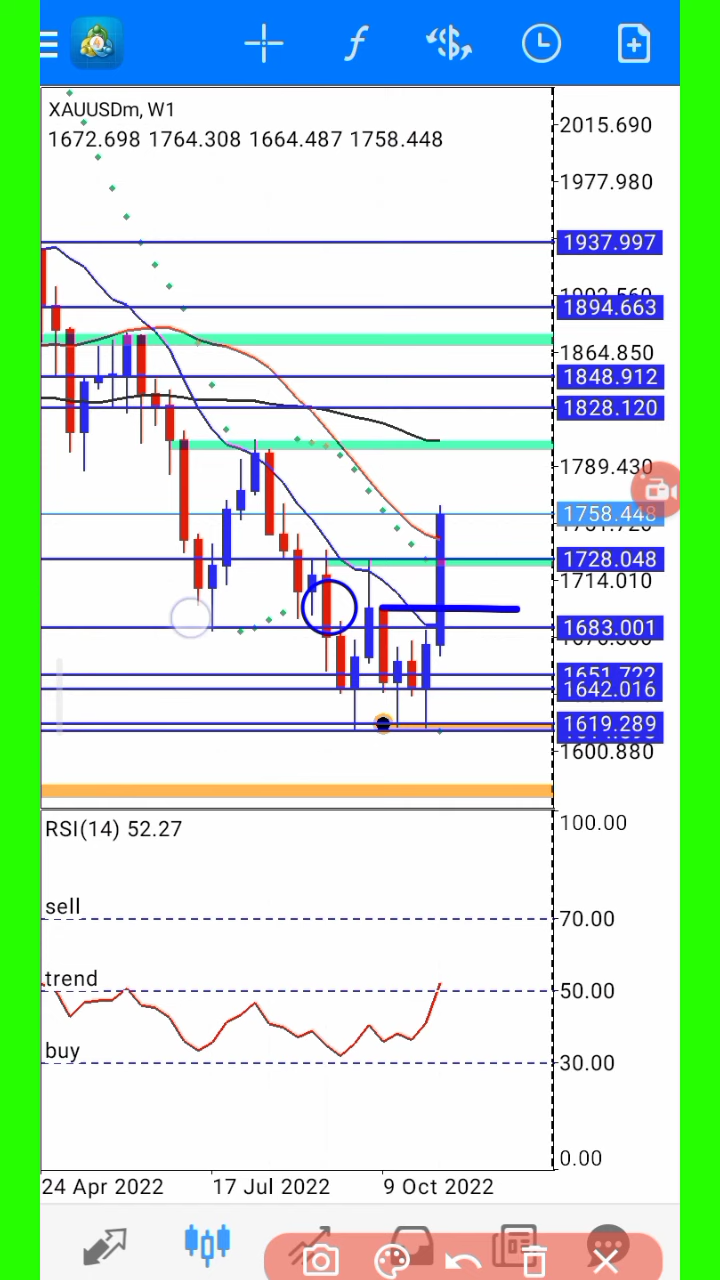 XAUUSDm, W1
1672.698 1764.308 1664.487 1758.448
2015.690
1977.980
1937.997
1894.663
1864.850
1848.912
1828.120
1789.430
1758.448
1728.048
1714.010
1683.001
1642.016
1619.289
1600.880
RSI(14) 52.27
100.00
sell
70.00
trend
50.00
buy
30.00
0.00
24 Apr 2022 17 Jul 2022 9 Oct 2022